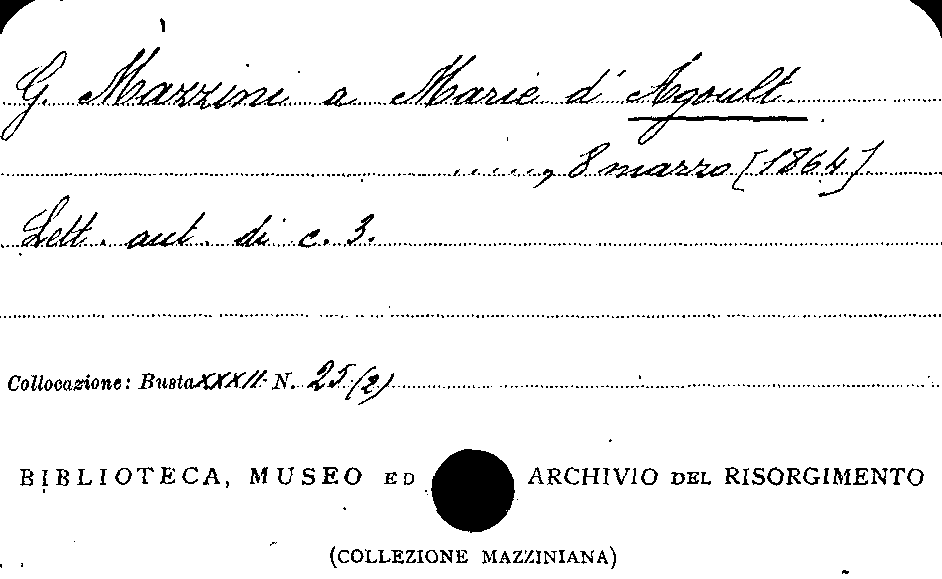 G. Mazzini a Marie d'Agoult
....., 8 marzo [1864]
Lett. aut. di c. 3.
Collocazione: Busta XXXII N. 25 (2)
BIBLIOTECA, MUSEO ED ARCHIVIO DEL RISORGIMENTO
(COLLEZIONE MAZZINIANA)